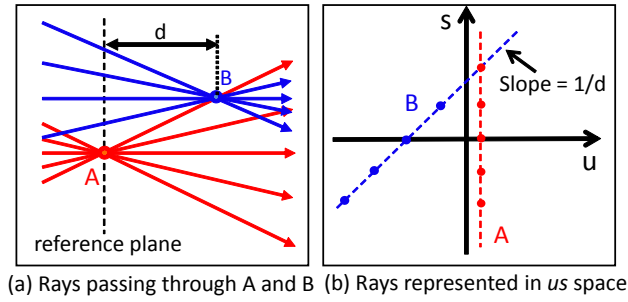 d
B
A
reference plane
(a) Rays passing through A and B
s
B
Slope = 1/d
u
A
(b) Rays represented in us space